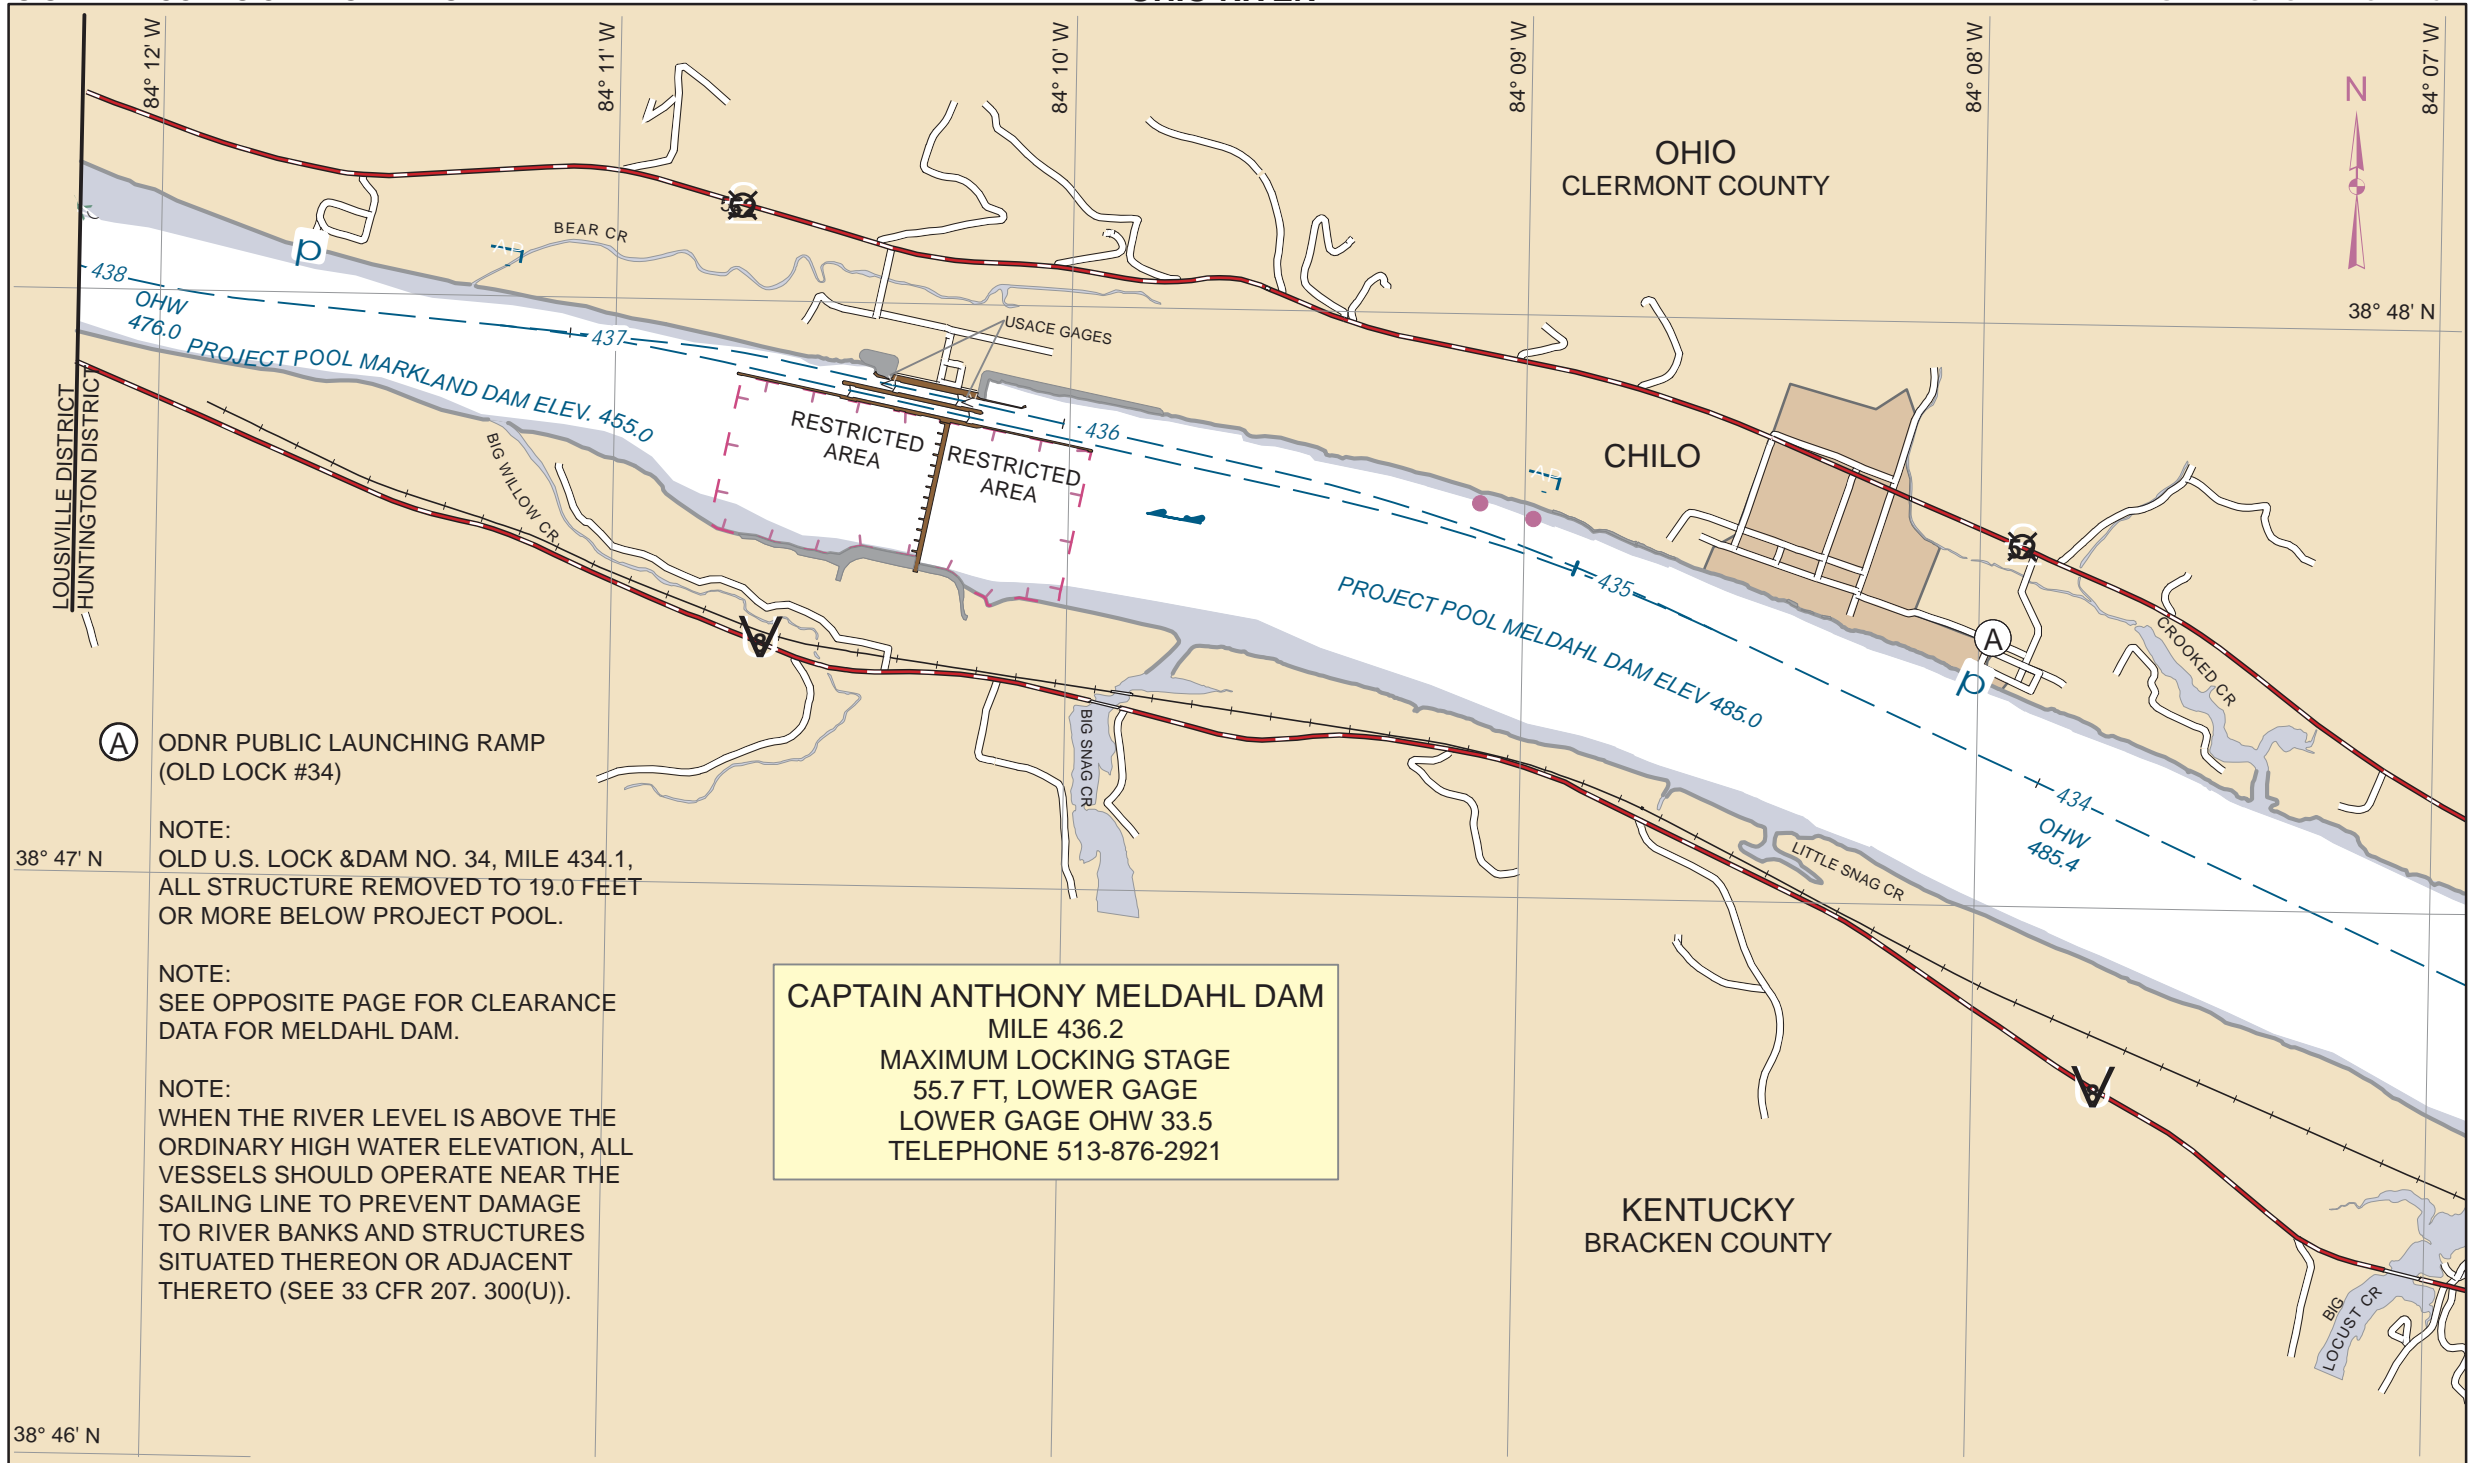 84° 12' W
84° 11' W
84° 10' W
84° 09' W
84° 08' W
84° 07' W
N
OHIO
CLERMONT COUNTY
52
BEAR CR
438
OHW
476.0
437
USACE GAGES
38° 48' N
PROJECT POOL MARKLAND DAM ELEV. 455.0
RESTRICTED
AREA
RESTRICTED
AREA
436
CHILO
LOUSIVILLE DISTRICT
HUNTINGTON DISTRICT
BIG WILLOW CR
52
435
PROJECT POOL MELDAHL DAM ELEV 485.0
A
CROOKED CR
8
BIG SNAG CR
434
OHW
485.4
LITTLE SNAG CR
A
ODNR PUBLIC LAUNCHING RAMP
(OLD LOCK #34)
NOTE:
38° 47' N
OLD U.S. LOCK &DAM NO. 34, MILE 434.1,
ALL STRUCTURE REMOVED TO 19.0 FEET
OR MORE BELOW PROJECT POOL.
NOTE:
SEE OPPOSITE PAGE FOR CLEARANCE
DATA FOR MELDAHL DAM.
NOTE:
WHEN THE RIVER LEVEL IS ABOVE THE
ORDINARY HIGH WATER ELEVATION, ALL
VESSELS SHOULD OPERATE NEAR THE
SAILING LINE TO PREVENT DAMAGE
TO RIVER BANKS AND STRUCTURES
SITUATED THEREON OR ADJACENT
THERETO (SEE 33 CFR 207. 300(U)).
CAPTAIN ANTHONY MELDAHL DAM
MILE 436.2
MAXIMUM LOCKING STAGE
55.7 FT, LOWER GAGE
LOWER GAGE OHW 33.5
TELEPHONE 513-876-2921
8
KENTUCKY
BRACKEN COUNTY
BIG
LOCUST CR
38° 46' N